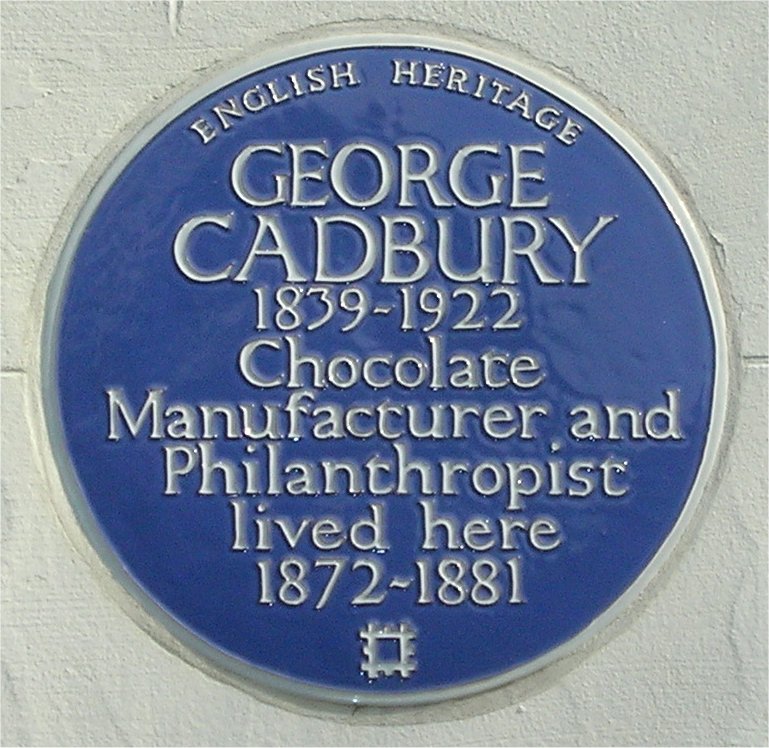 ENGLISH HERITAGE
GEORGE
CADBURY
1839-1922
Chocolate
Manufacturer and
Philanthropist
lived here
1872-1881